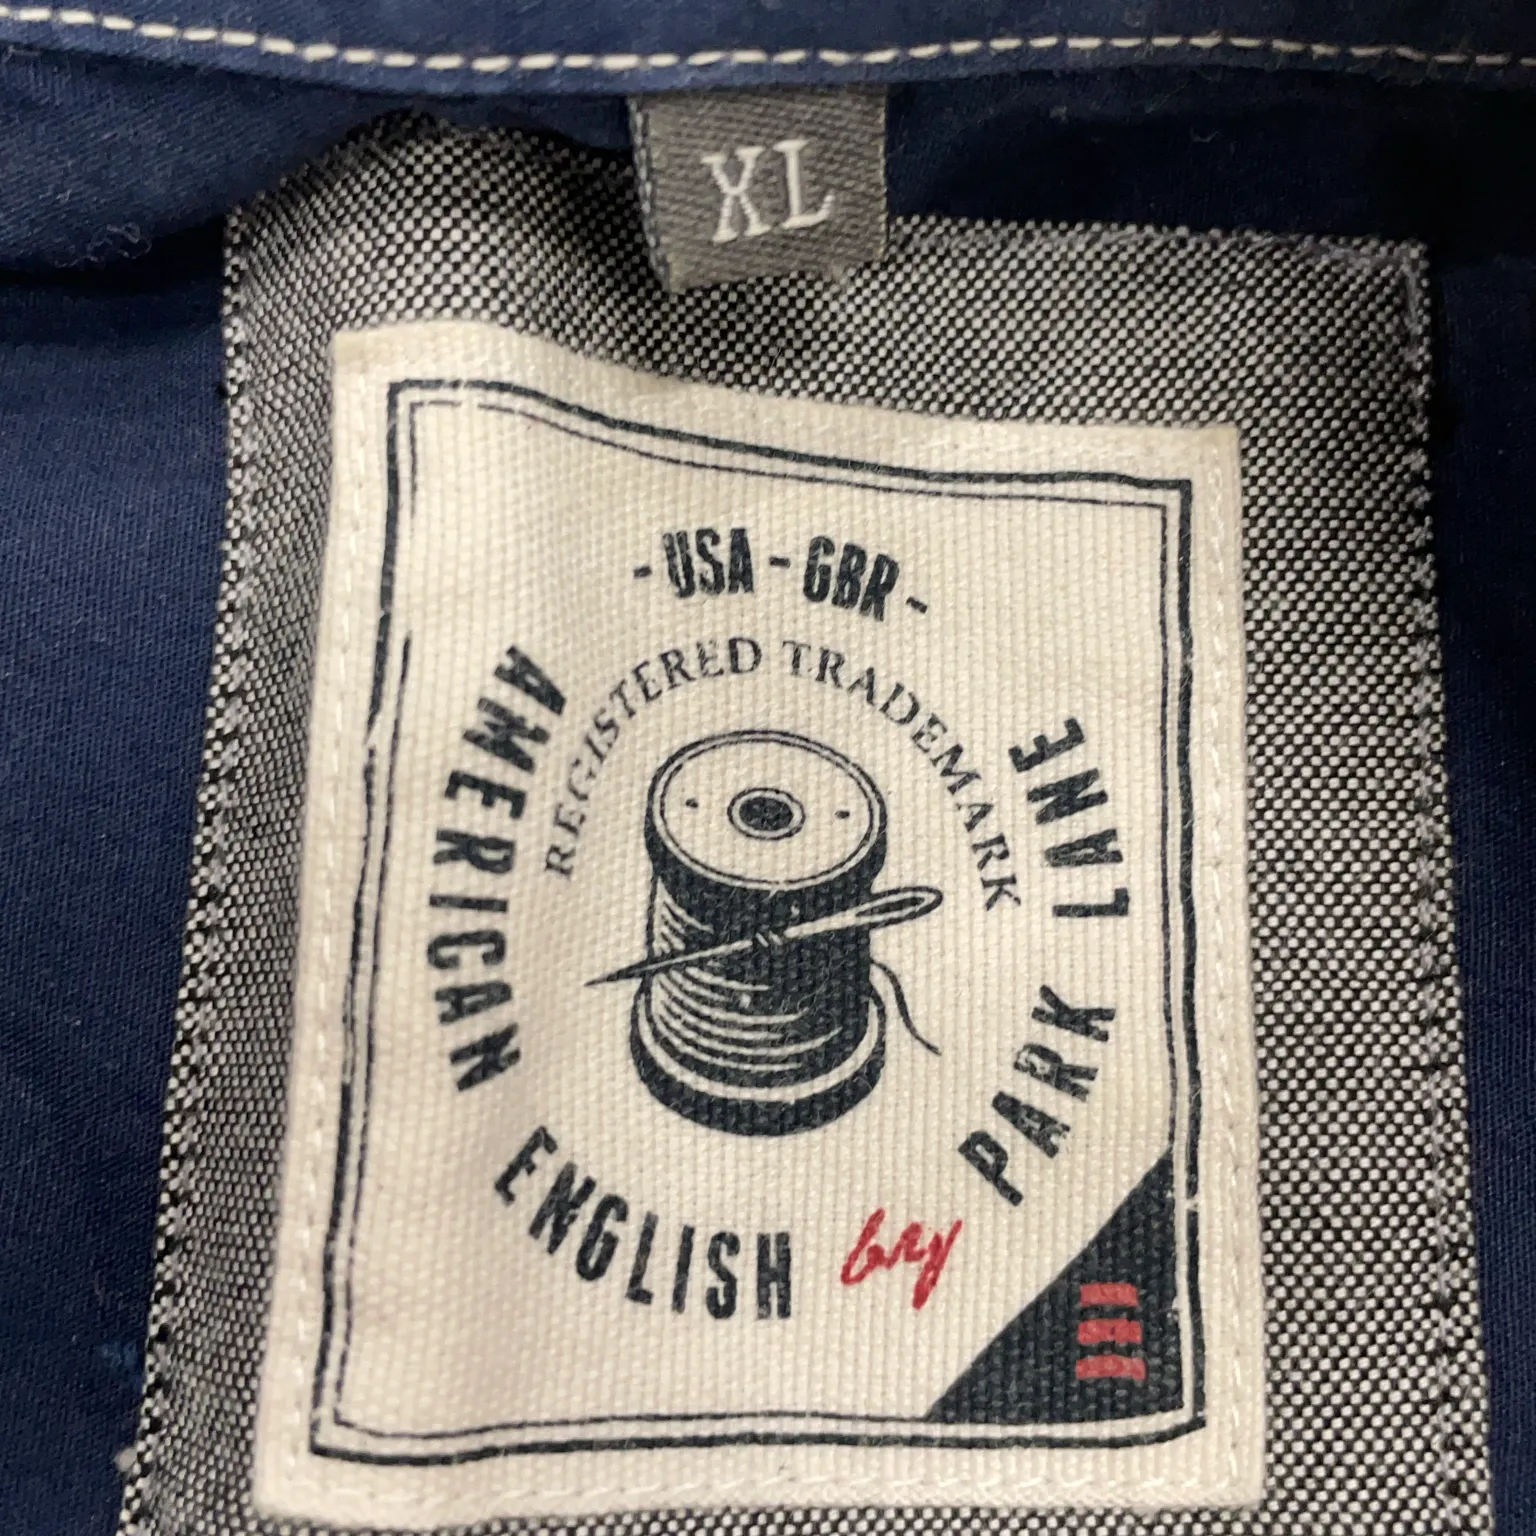 XL
- USA - GBR -
REGISTERED TRADEMARK
AMERICAN ENGLISH by PARK LANE